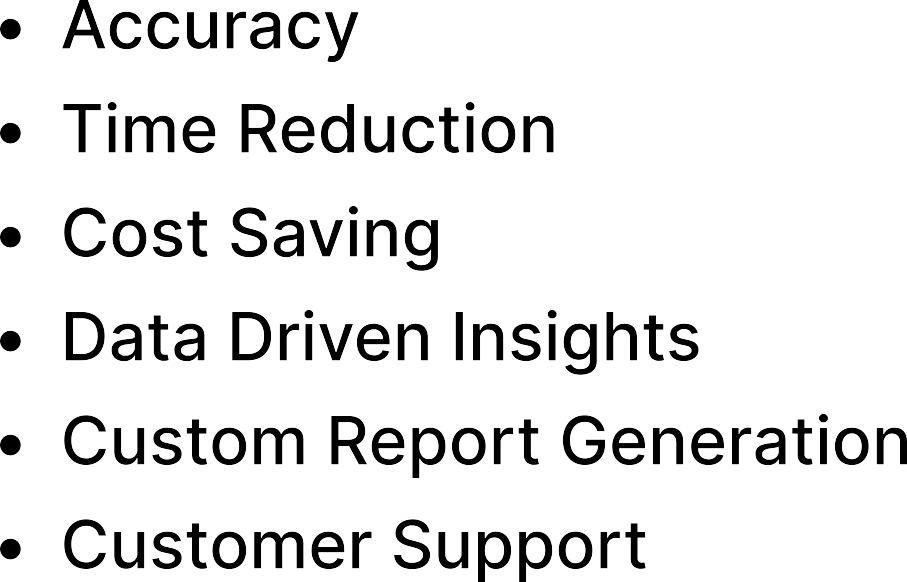 • Accuracy
• Time Reduction
• Cost Saving
• Data Driven Insights
• Custom Report Generation
• Customer Support